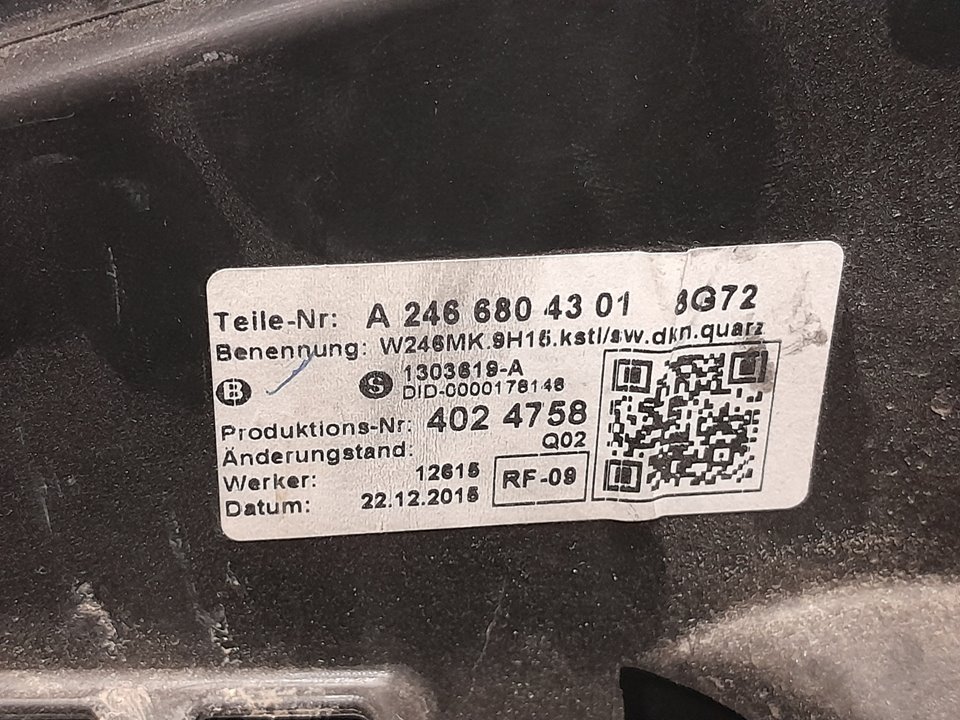 Teile-Nr: A 246 680 43 01 8G72
Benennung: W246MK.9H15.kstl/sw.dkn.quarz
B S 1303619-A
DID-0000178148
Produktions-Nr: 402 4758
Änderungstand: Q02
Werker: 12615 RF-09
Datum: 22.12.2015